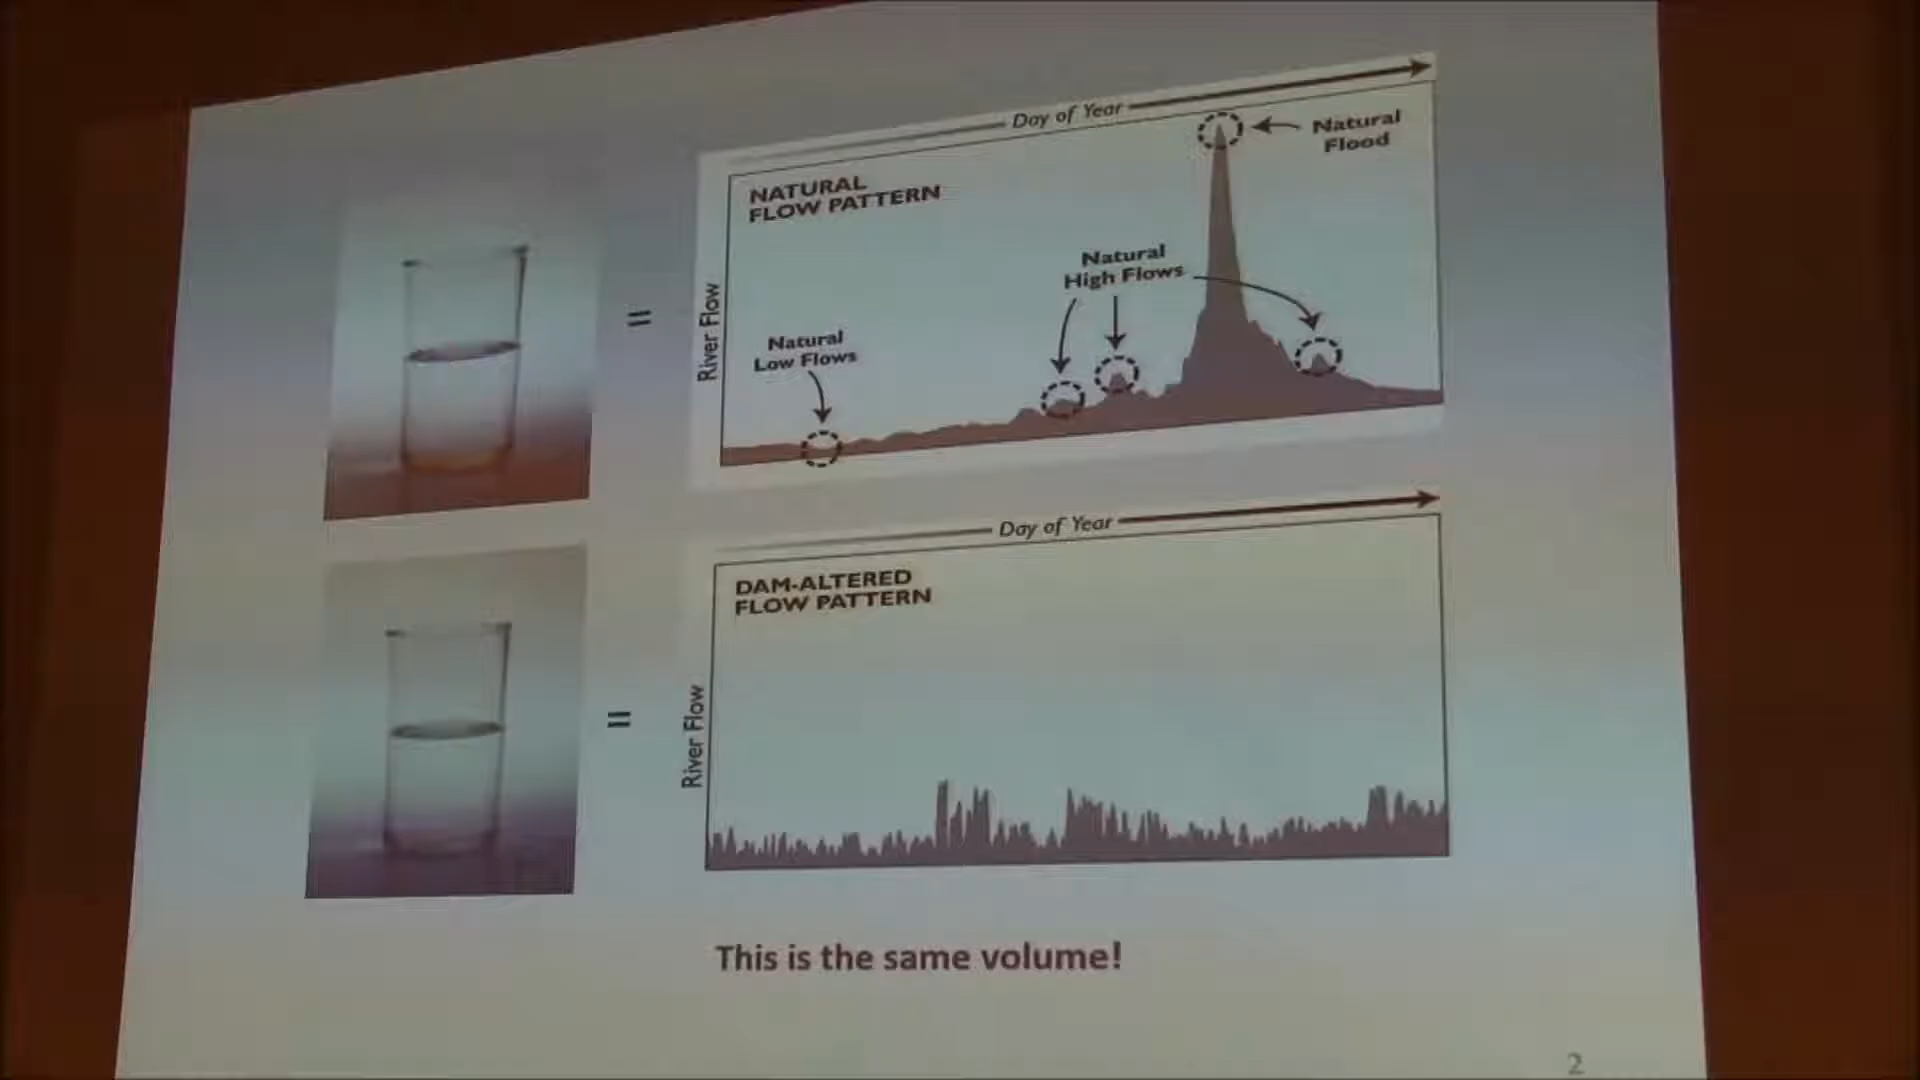 Day of Year
NATURAL
FLOW PATTERN
Natural
Flood
Natural
High Flows
Natural
Low Flows
River Flow
=
Day of Year
DAM-ALTERED
FLOW PATTERN
River Flow
=
This is the same volume!
2